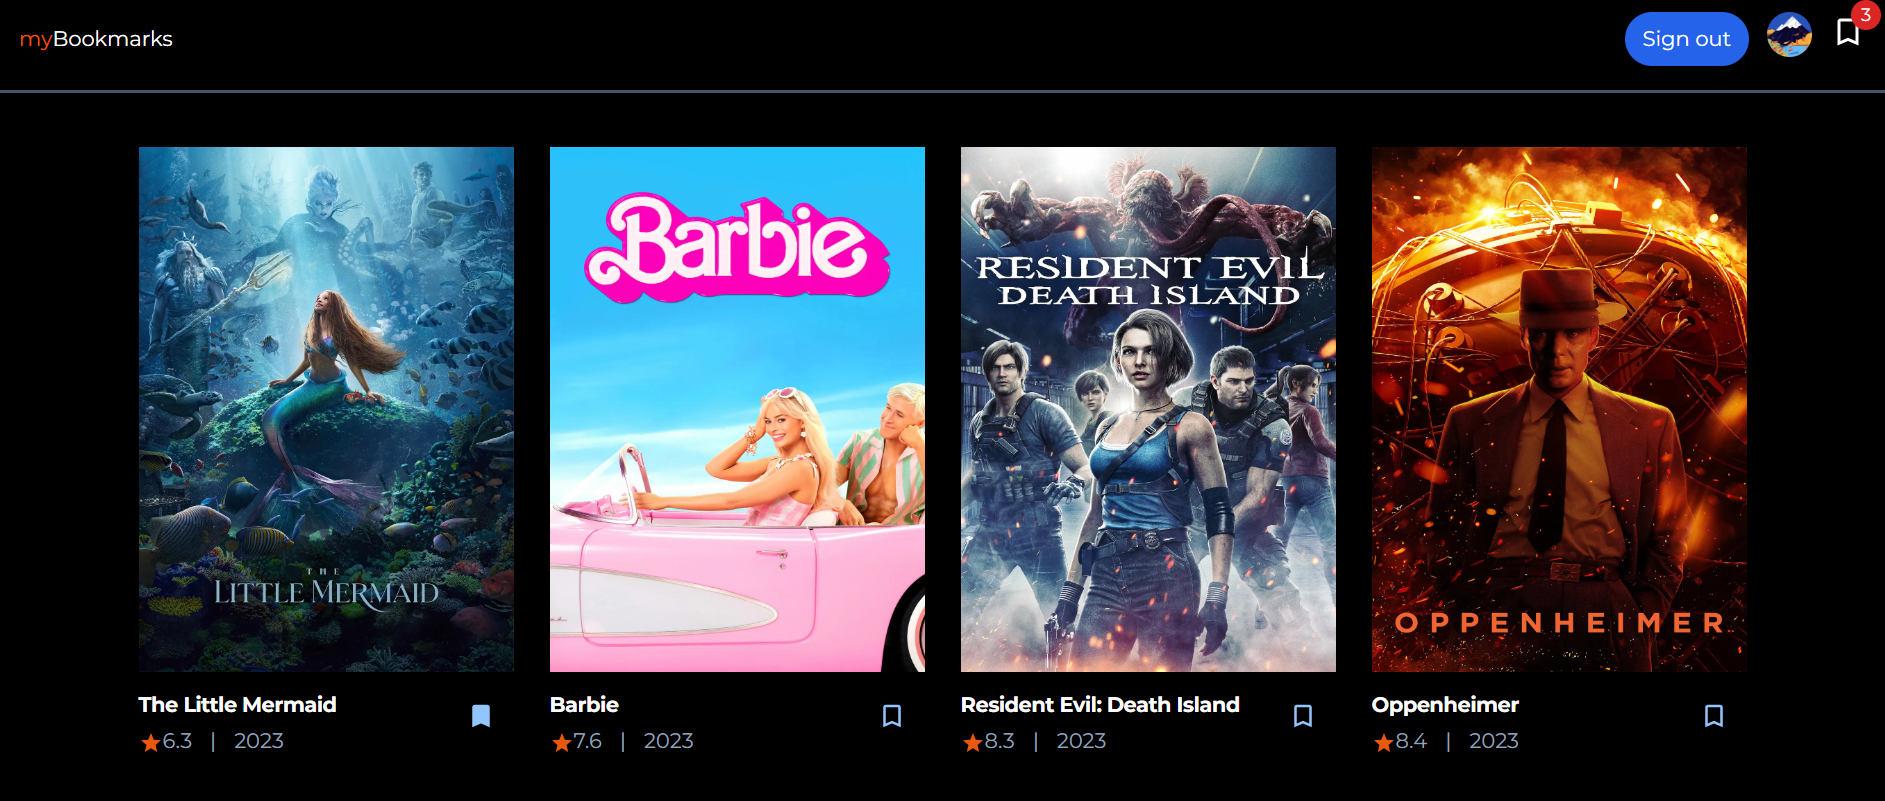 myBookmarks
Sign out
3
Barbie
RESIDENT EVIL
DEATH ISLAND
THE
LITTLE MERMAID
OPPENHEIMER
The Little Mermaid
6.3 | 2023
Barbie
7.6 | 2023
Resident Evil: Death Island
8.3 | 2023
Oppenheimer
8.4 | 2023